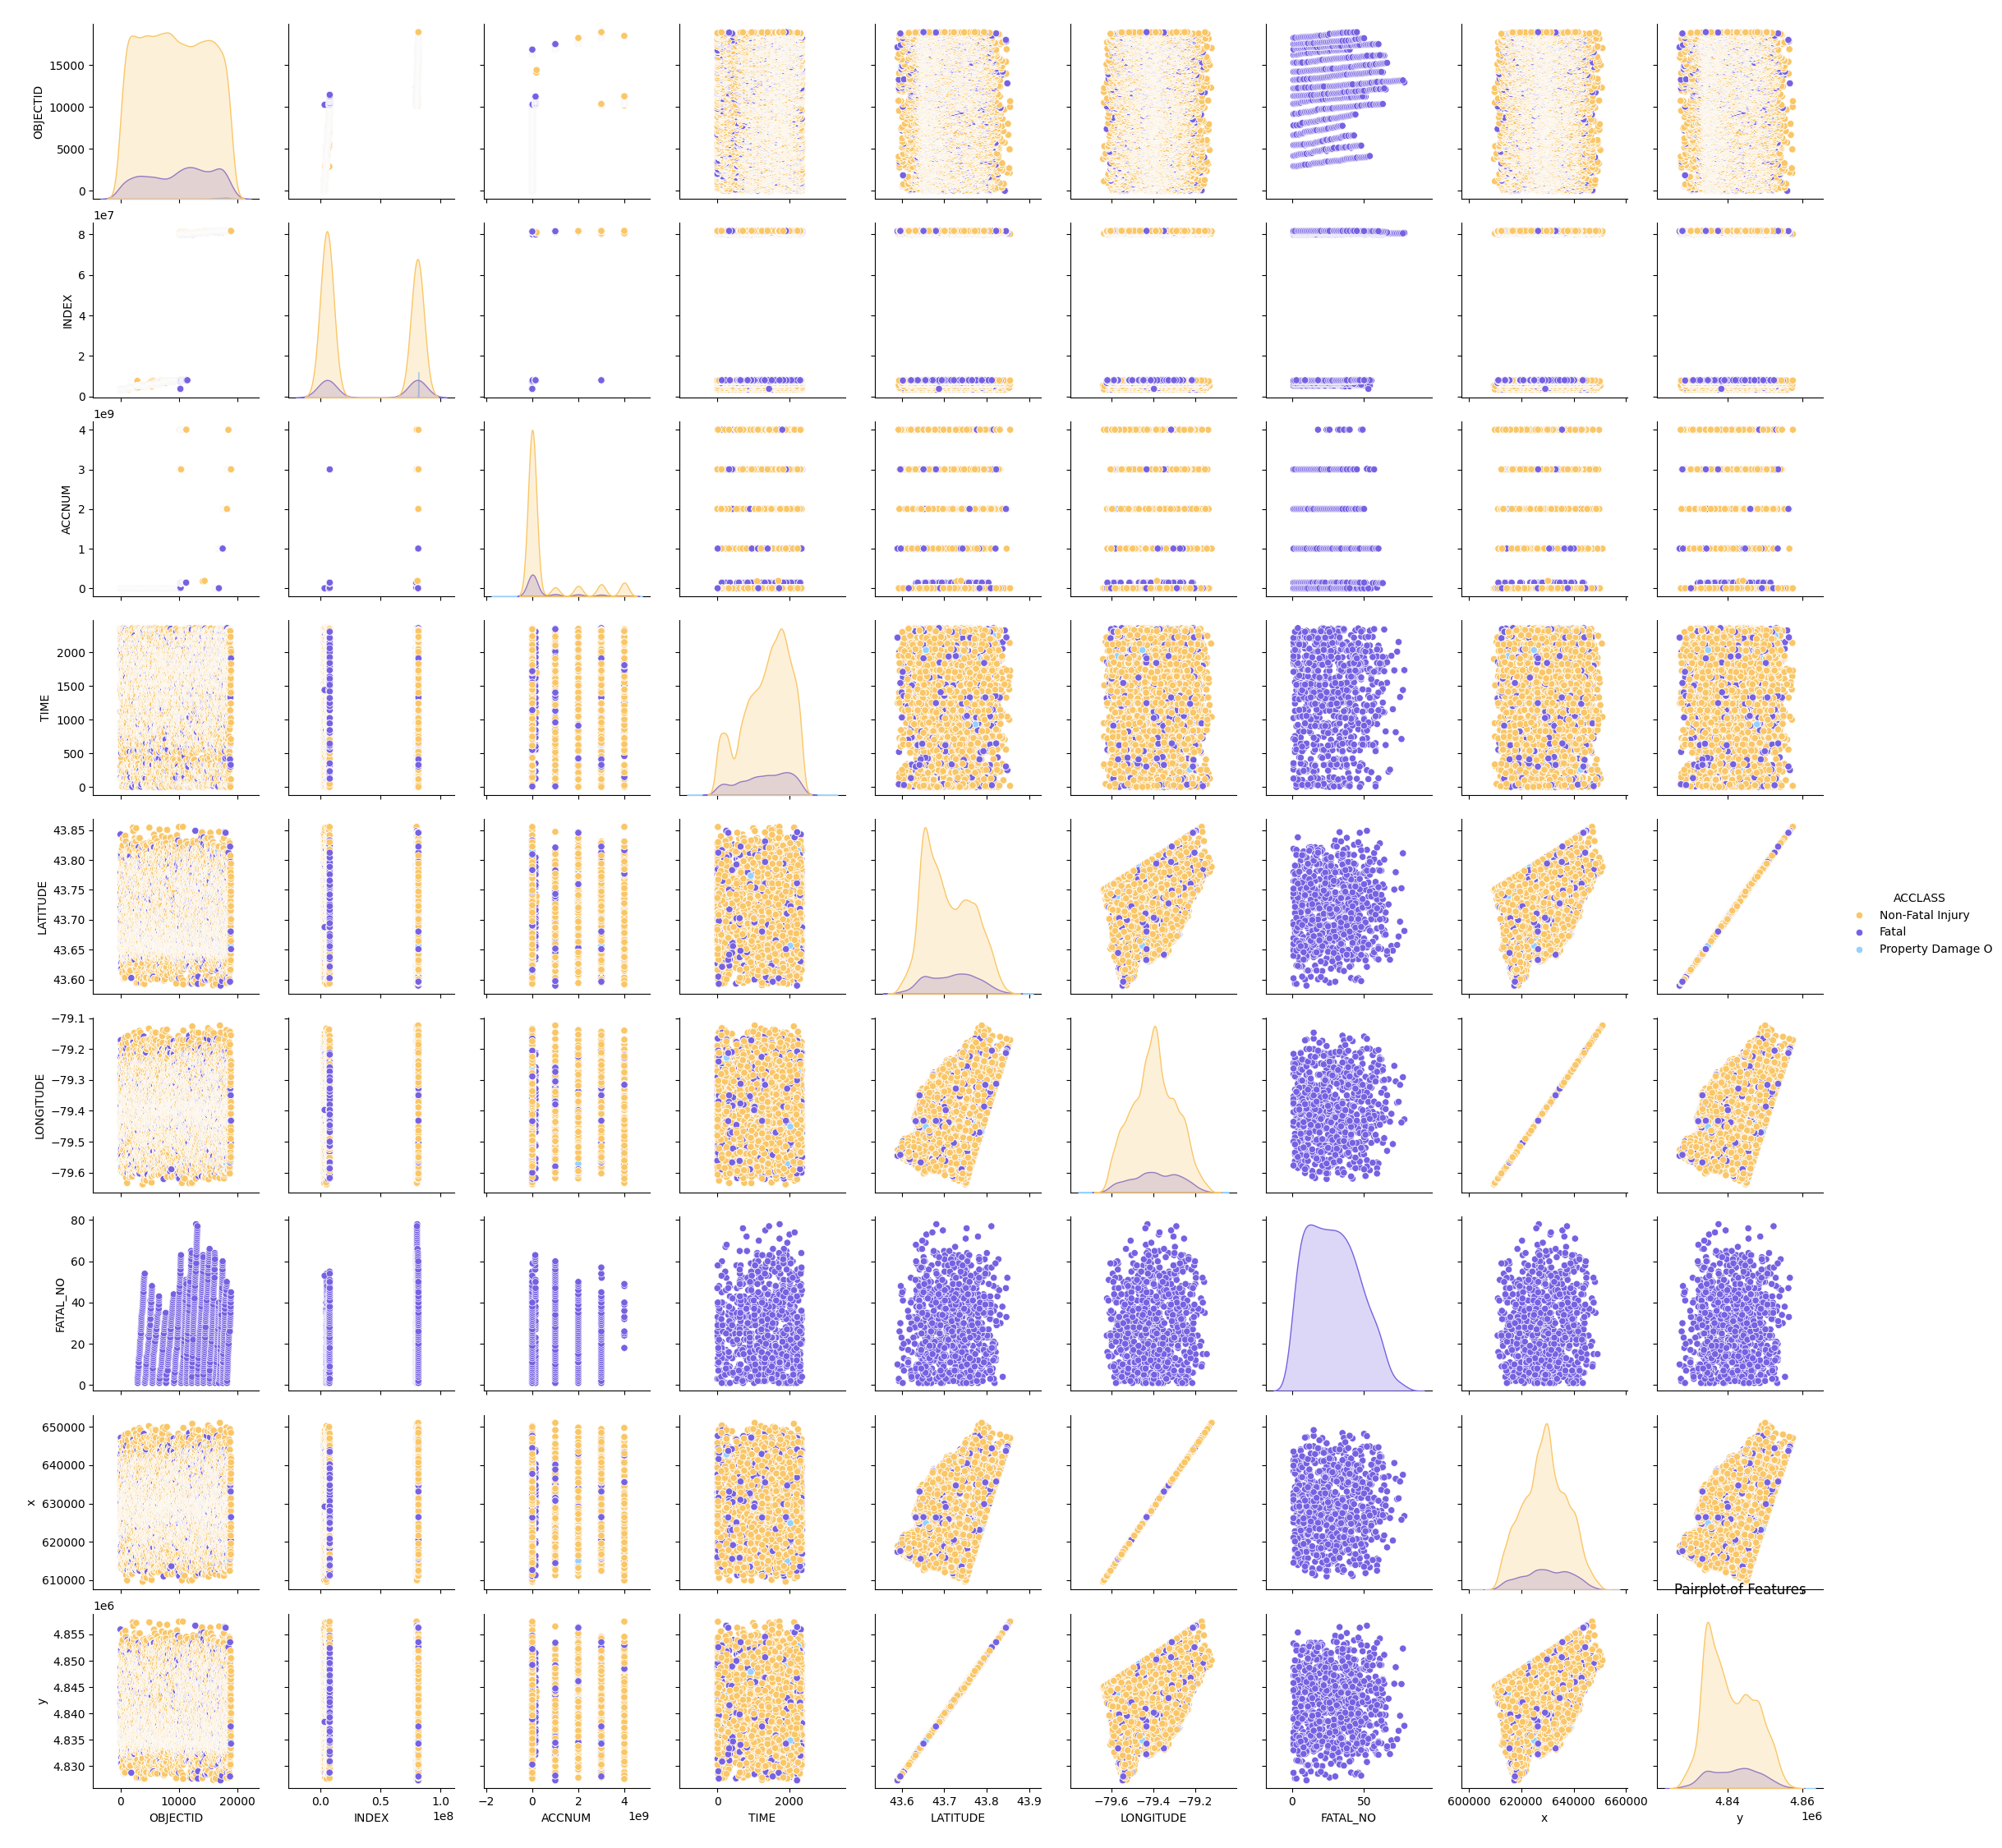 15000
10000
5000
0
OBJECTID
1e7
8
6
4
2
0
INDEX
1e9
4
3
2
1
0
ACCNUM
2000
1500
1000
500
0
TIME
43.85
43.80
43.75
43.70
43.65
43.60
LATITUDE
ACCLASS
Non-Fatal Injury
Fatal
Property Damage O
−79.1
−79.2
−79.3
−79.4
−79.5
−79.6
LONGITUDE
80
60
40
20
0
FATAL_NO
650000
640000
630000
620000
610000
x
Pairplot of Features
1e6
4.855
4.850
4.845
4.840
4.835
4.830
y
0 10000 20000
OBJECTID
0.0 0.5 1.0
1e8
INDEX
−2 0 2 4
1e9
ACCNUM
0 2000
TIME
43.6 43.7 43.8 43.9
LATITUDE
−79.6 −79.4 −79.2
LONGITUDE
0 50
FATAL_NO
600000 620000 640000 660000
x
4.84 4.86
1e6
y